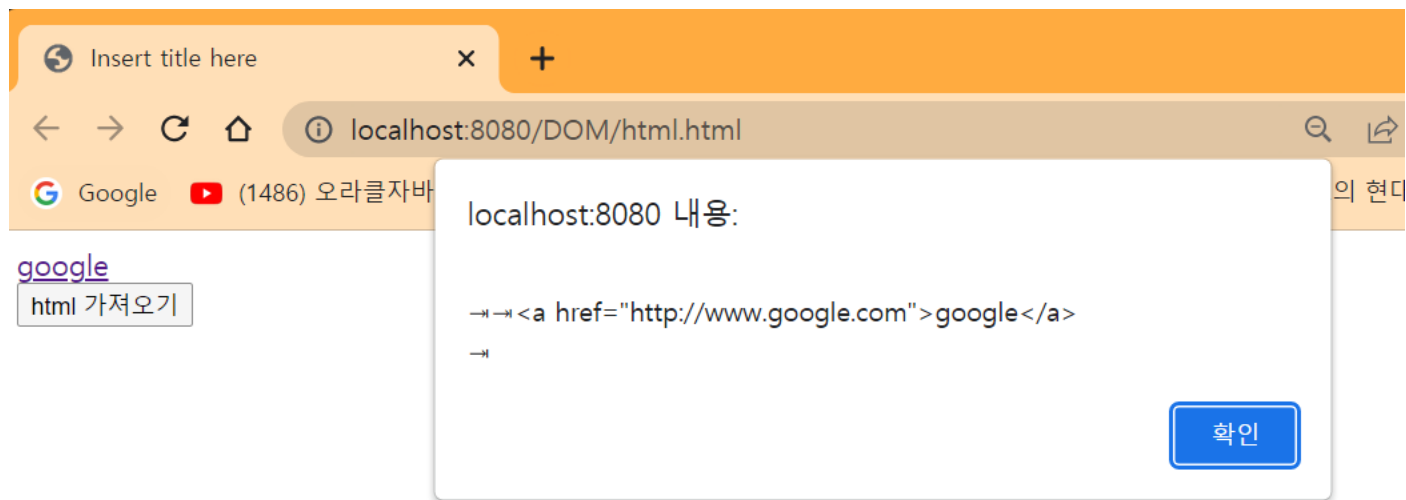 Insert title here
localhost:8080/DOM/html.html
Google (1486) 오라클자바 의 현대
localhost:8080 내용:
google
html 가져오기
⇥⇥<a href="http://www.google.com">google</a>
⇥
확인